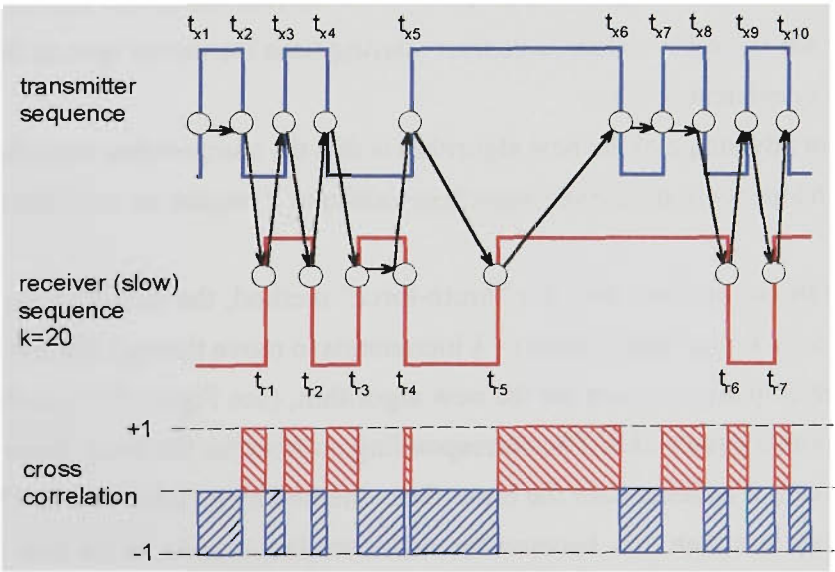 tx1 tx2 tx3 tx4 tx5 tx6 tx7 tx8 tx9 tx10
transmitter
sequence
receiver (slow)
sequence
k=20
tr1 tr2 tr3 tr4 tr5 tr6 tr7
+1
cross
correlation
-1